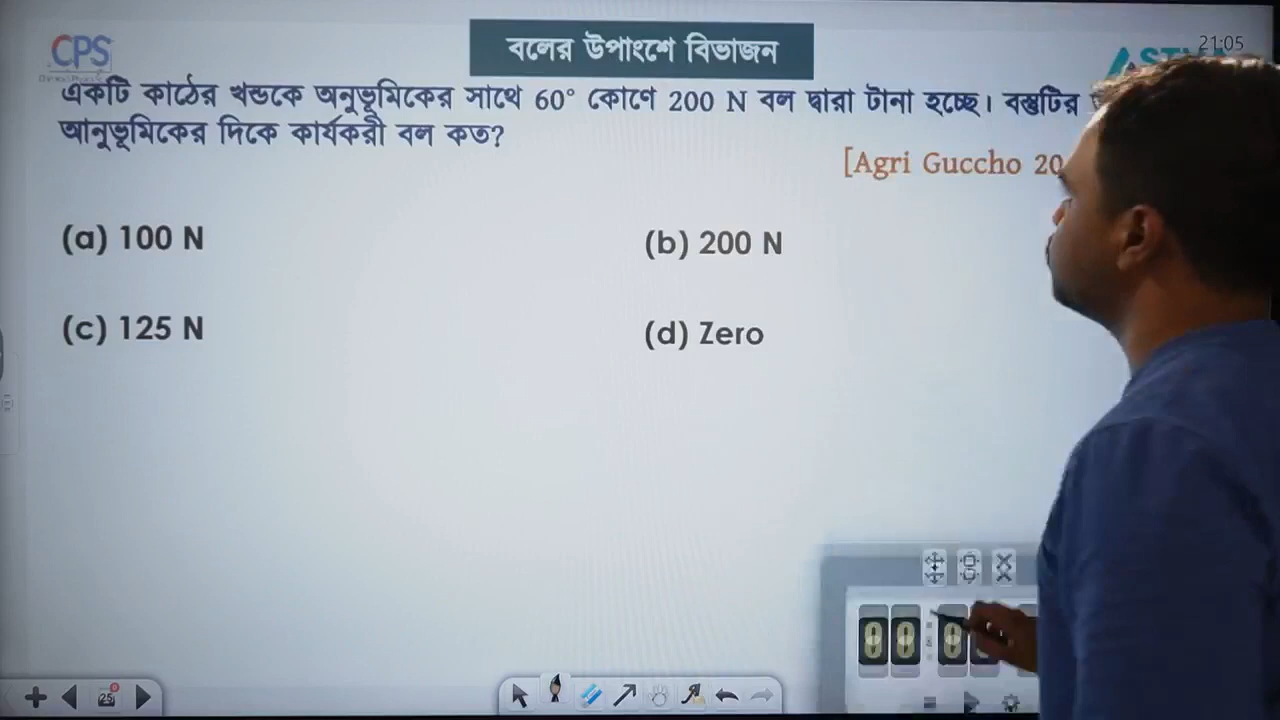 CPS
বলের উপাংশে বিভাজন
21:05
একটি কাঠের খন্ডকে অনুভূমিকের সাথে 60° কোণে 200 N বল দ্বারা টানা হচ্ছে। বস্তুটির
আনুভূমিকের দিকে কার্যকরী বল কত?
[Agri Guccho 20
(a) 100 N
(b) 200 N
(c) 125 N
(d) Zero
25